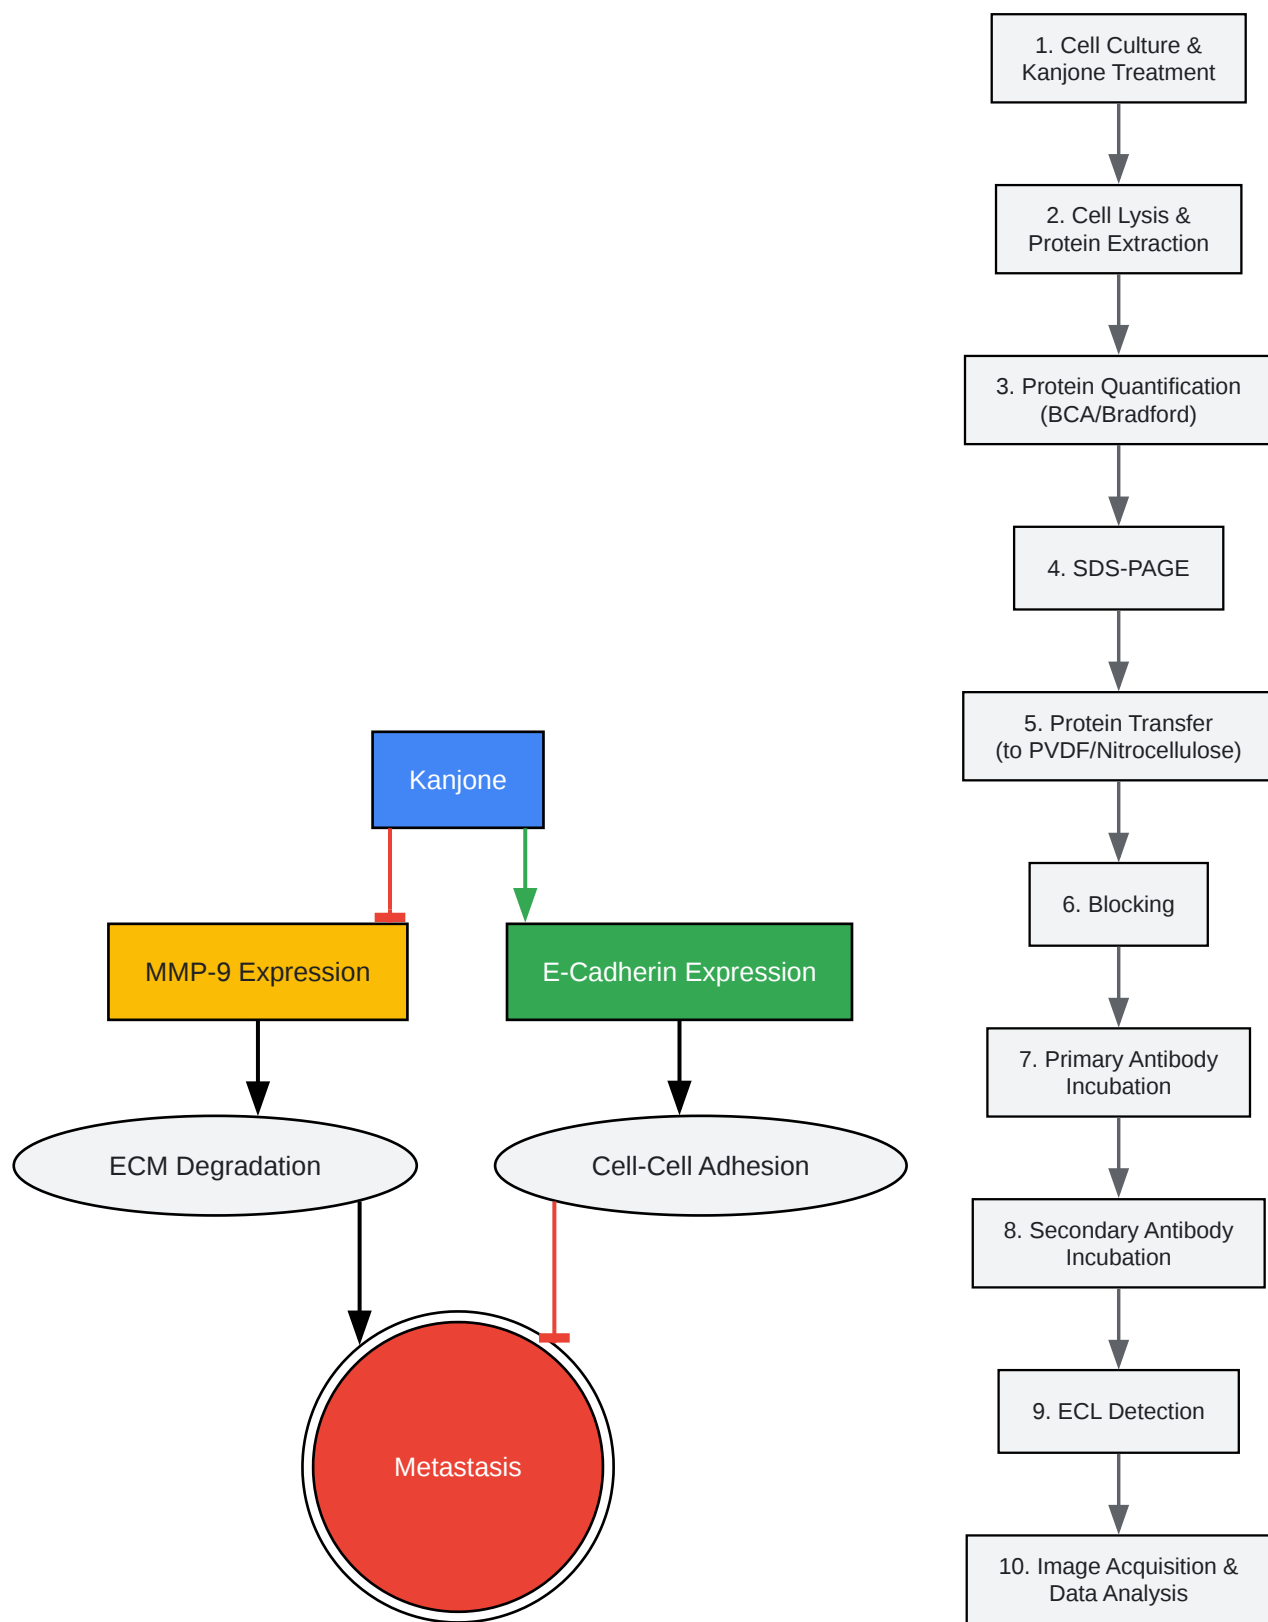 Kanjone
MMP-9 Expression
E-Cadherin Expression
ECM Degradation
Cell-Cell Adhesion
Metastasis
1. Cell Culture &
Kanjone Treatment
2. Cell Lysis &
Protein Extraction
3. Protein Quantification
(BCA/Bradford)
4. SDS-PAGE
5. Protein Transfer
(to PVDF/Nitrocellulose)
6. Blocking
7. Primary Antibody
Incubation
8. Secondary Antibody
Incubation
9. ECL Detection
10. Image Acquisition &
Data Analysis